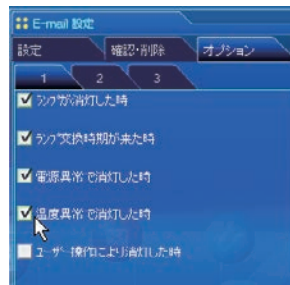 E-mail 設定
設定 確認・削除 オプション
1 2 3
ランプが消灯した時
ランプ交換時期が来た時
電源異常で消灯した時
温度異常で消灯した時
ユーザー操作により消灯した時